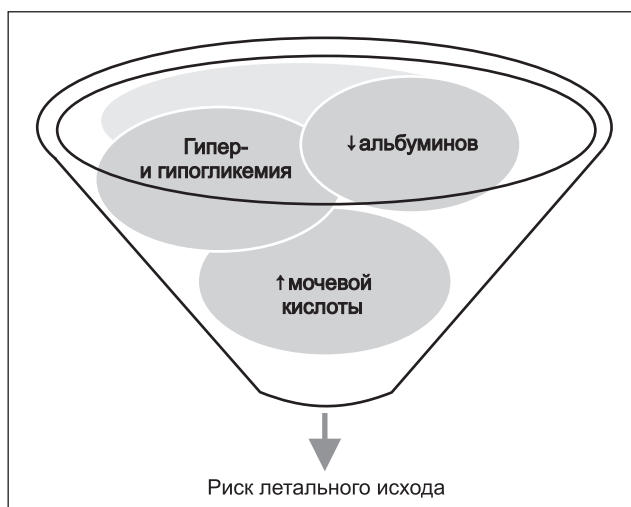 Гипер-
и гипогликемия
↓альбуминов
↑мочевой
кислоты
Риск летального исхода